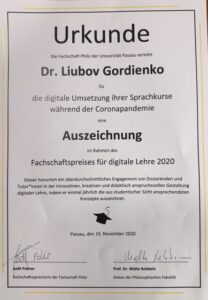 Urkunde
Die Fachschaft Philo der Universität Passau verleiht
Dr. Liubov Gordienko
für
die digitale Umsetzung ihrer Sprachkurse
während der Coronapandemie
eine
Auszeichnung
im Rahmen des
Fachschaftspreises für digitale Lehre 2020
Dieser honoriert ein überdurchschnittliches Engagement von Dozierenden und
Tutor*innen in der innovativen, kreativen und didaktisch anspruchsvollen Gestaltung
digitaler Lehre, indem er einmal jährlich die aus studentischer Sicht ansprechendsten
Konzepte auszeichnet.
Passau, den 19. November 2020
Judit Pollner
Fachschaftssprecherin der Fachschaft Philo
Prof. Dr. Malte Rehbein
Dekan der Philosophischen Fakultät